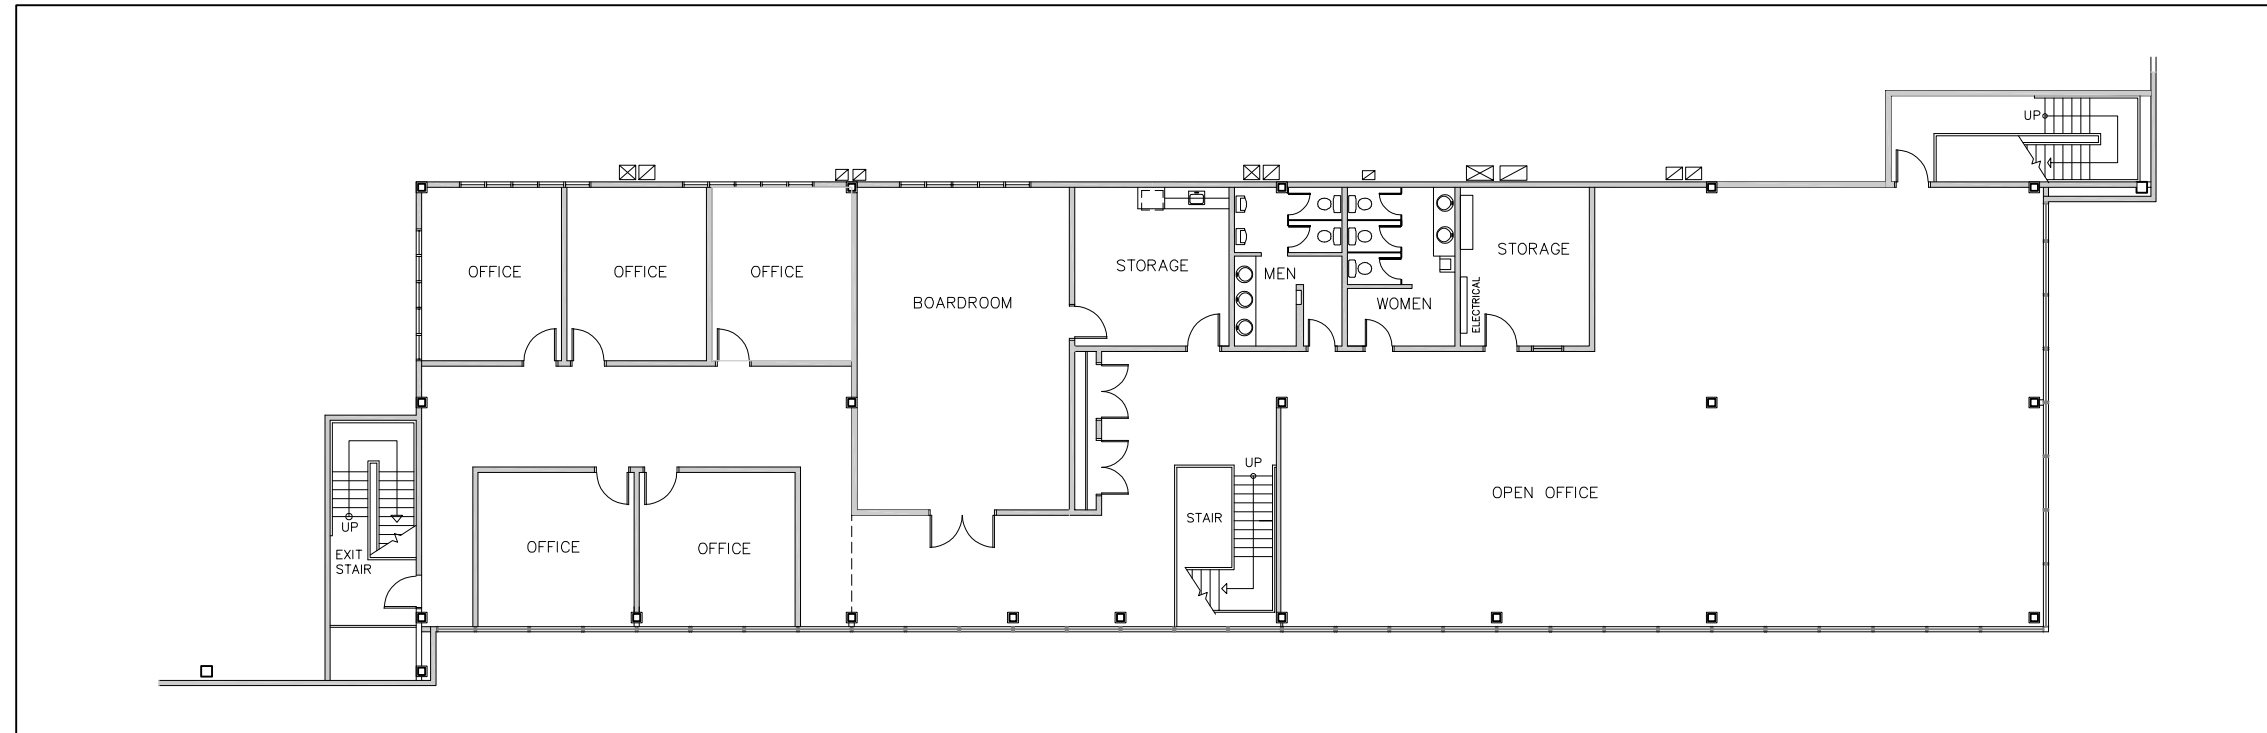 UP
OFFICE
OFFICE
OFFICE
BOARDROOM
STORAGE
MEN
WOMEN
ELECTRICAL
STORAGE
UP
OPEN OFFICE
STAIR
UP
EXIT
STAIR
OFFICE
OFFICE